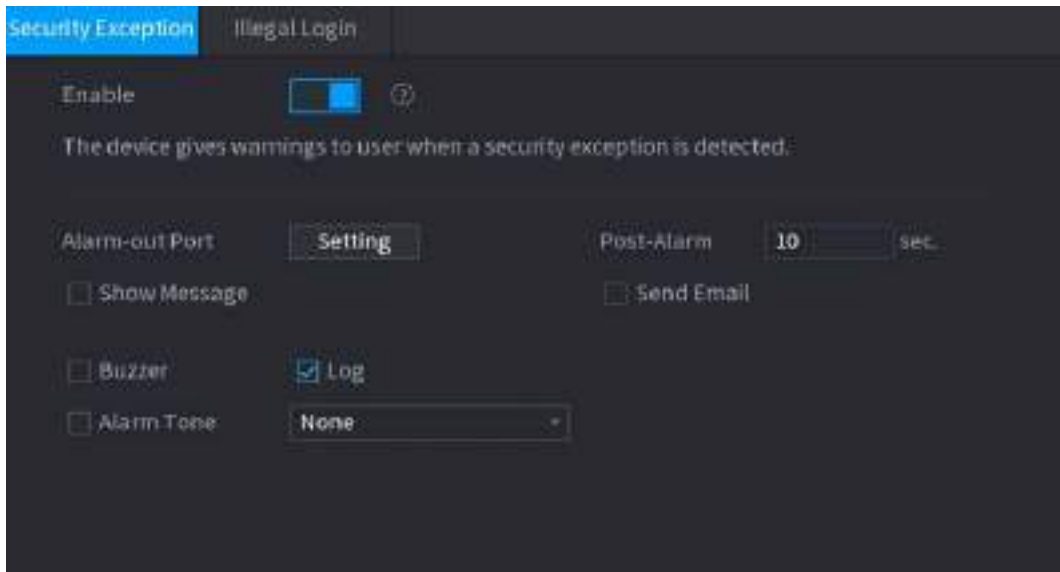 Security Exception Illegal Login
Enable ?
The device gives warnings to user when a security exception is detected.
Alarm-out Port Setting Post-Alarm 10 sec.
Show Message Send Email
Buzzer Log
Alarm Tone None